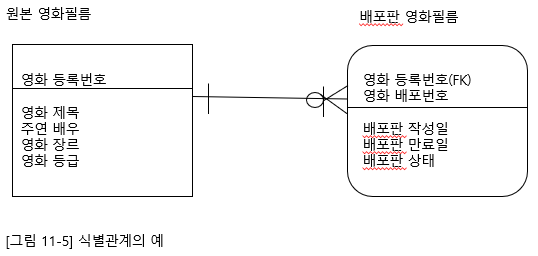 원본 영화필름
배포판 영화필름
영화 등록번호
영화 제목
주연 배우
영화 장르
영화 등급
영화 등록번호(FK)
영화 배포번호
배포판 작성일
배포판 만료일
배포판 상태
[그림 11-5] 식별관계의 예